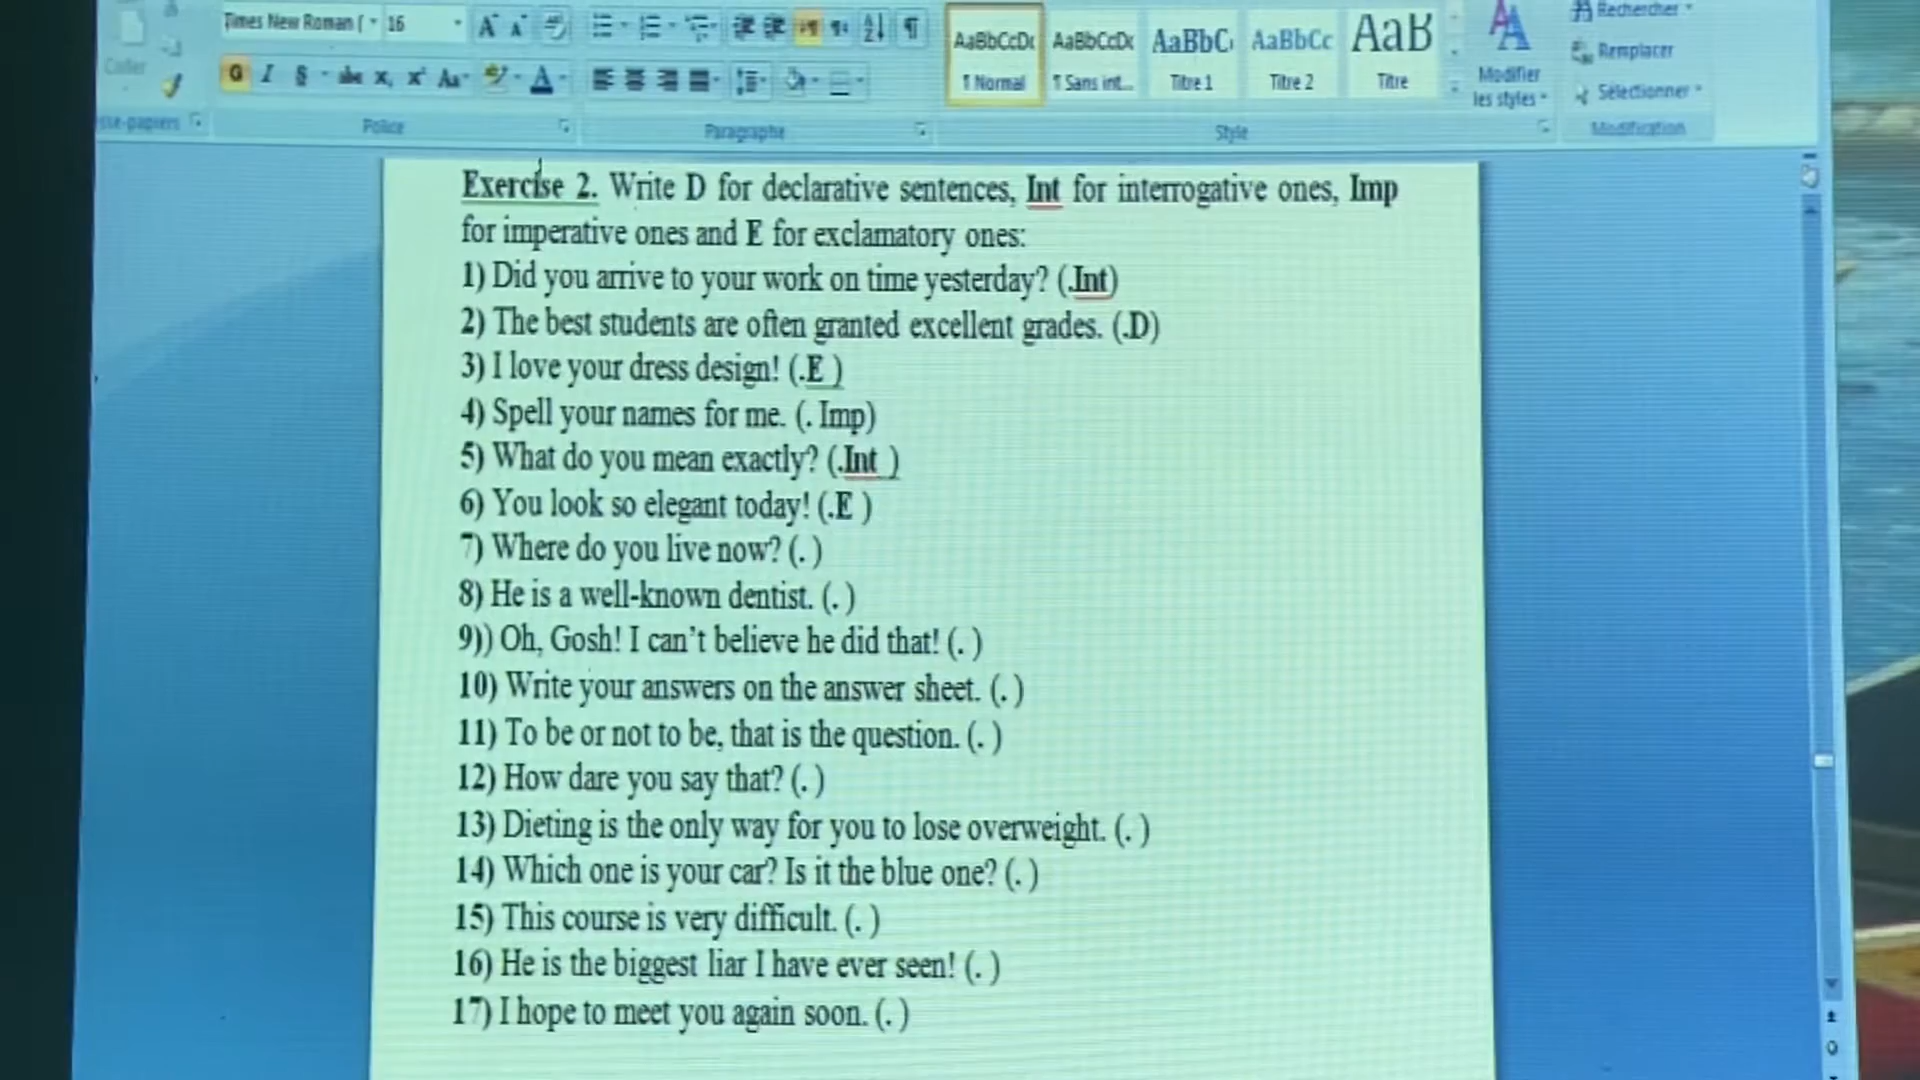 Times New Roman (
16
Coller
G I S abc x, x' Aa
A
AaBbCcDc
AaBbCcDc
AaBbC
AaBbCc
AaB
¶ Normal
¶ Sans int...
Titre 1
Titre 2
Titre
Modifier
les styles
Rechercher
Remplacer
Sélectionner
sse-papiers
Police
Paragraphe
Style
Modification
Exercise 2. Write D for declarative sentences, Int for interrogative ones, Imp
for imperative ones and E for exclamatory ones:
1) Did you arrive to your work on time yesterday? (.Int)
2) The best students are often granted excellent grades. (.D)
3) I love your dress design! (.E )
4) Spell your names for me. (. Imp)
5) What do you mean exactly? (.Int )
6) You look so elegant today! (.E )
7) Where do you live now? (. )
8) He is a well-known dentist. (. )
9)) Oh, Gosh! I can't believe he did that! (. )
10) Write your answers on the answer sheet. (. )
11) To be or not to be, that is the question. (. )
12) How dare you say that? (. )
13) Dieting is the only way for you to lose overweight. (. )
14) Which one is your car? Is it the blue one? (. )
15) This course is very difficult. (. )
16) He is the biggest liar I have ever seen! (. )
17) I hope to meet you again soon. (. )